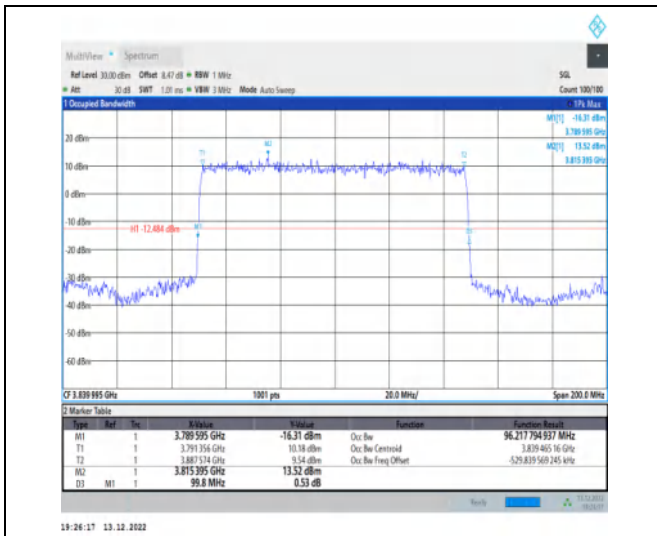 MultiView Spectrum
Ref Level 30.00 dBm Offset 8.47 dB RBW 1 MHz SGL
Att 30 dB SWT 1.01 ms VBW 3 MHz Mode Auto Sweep Count 100/100
1 Occupied Bandwidth 1Pk Max
M1[1] -16.31 dBm
3.789 595 GHz
M2[1] 13.52 dBm
3.815 395 GHz
20 dBm
10 dBm
0 dBm
-10 dBm
H1 -12.484 dBm
-20 dBm
-30 dBm
-40 dBm
-50 dBm
-60 dBm
M2
M1
CF 3.839 995 GHz 1001 pts 20.0 MHz/ Span 200.0 MHz
2 Marker Table
Type Ref Trc X-Value Y-Value Function Function Result
M1 1 3.789 595 GHz -16.31 dBm Occ Bw 96.217 794 937 MHz
T1 1 3.791 356 GHz 10.18 dBm Occ Bw Centroid 3.839 465 16 GHz
T2 1 3.887 574 GHz 9.54 dBm Occ Bw Freq Offset -529.839 569 245 kHz
M2 1 3.815 395 GHz 13.52 dBm
D3 M1 1 99.8 MHz 0.53 dB
Ready 13.12.2022
19:26:17
19:26:17 13.12.2022